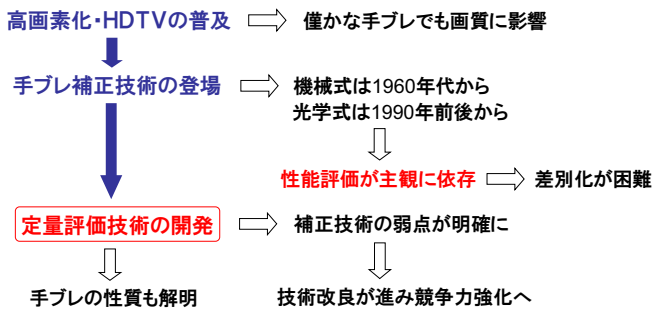 高画素化・HDTVの普及
僅かな手ブレでも画質に影響
手ブレ補正技術の登場
機械式は1960年代から
光学式は1990年前後から
性能評価が主観に依存
差別化が困難
定量評価技術の開発
補正技術の弱点が明確に
手ブレの性質も解明
技術改良が進み競争力強化へ